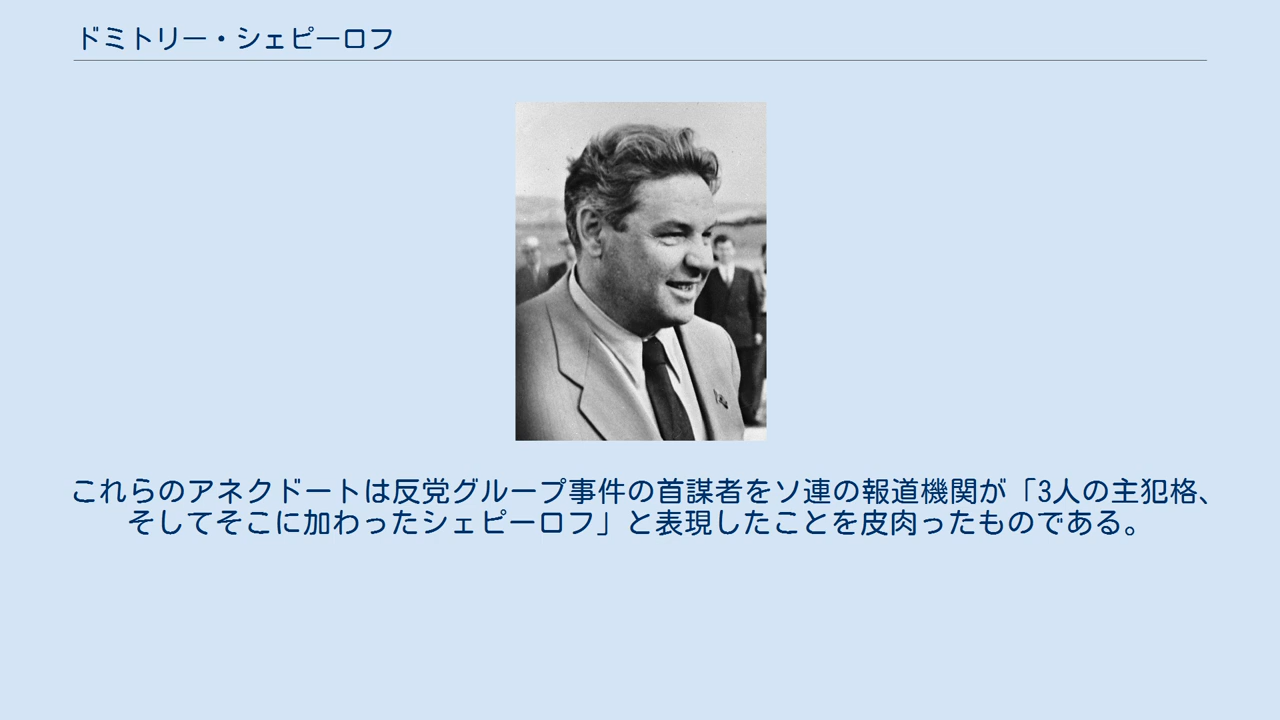 ドミトリー・シェピーロフ
これらのアネクドートは反党グループ事件の首謀者をソ連の報道機関が「3人の主犯格、
そしてそこに加わったシェピーロフ」と表現したことを皮肉ったものである。